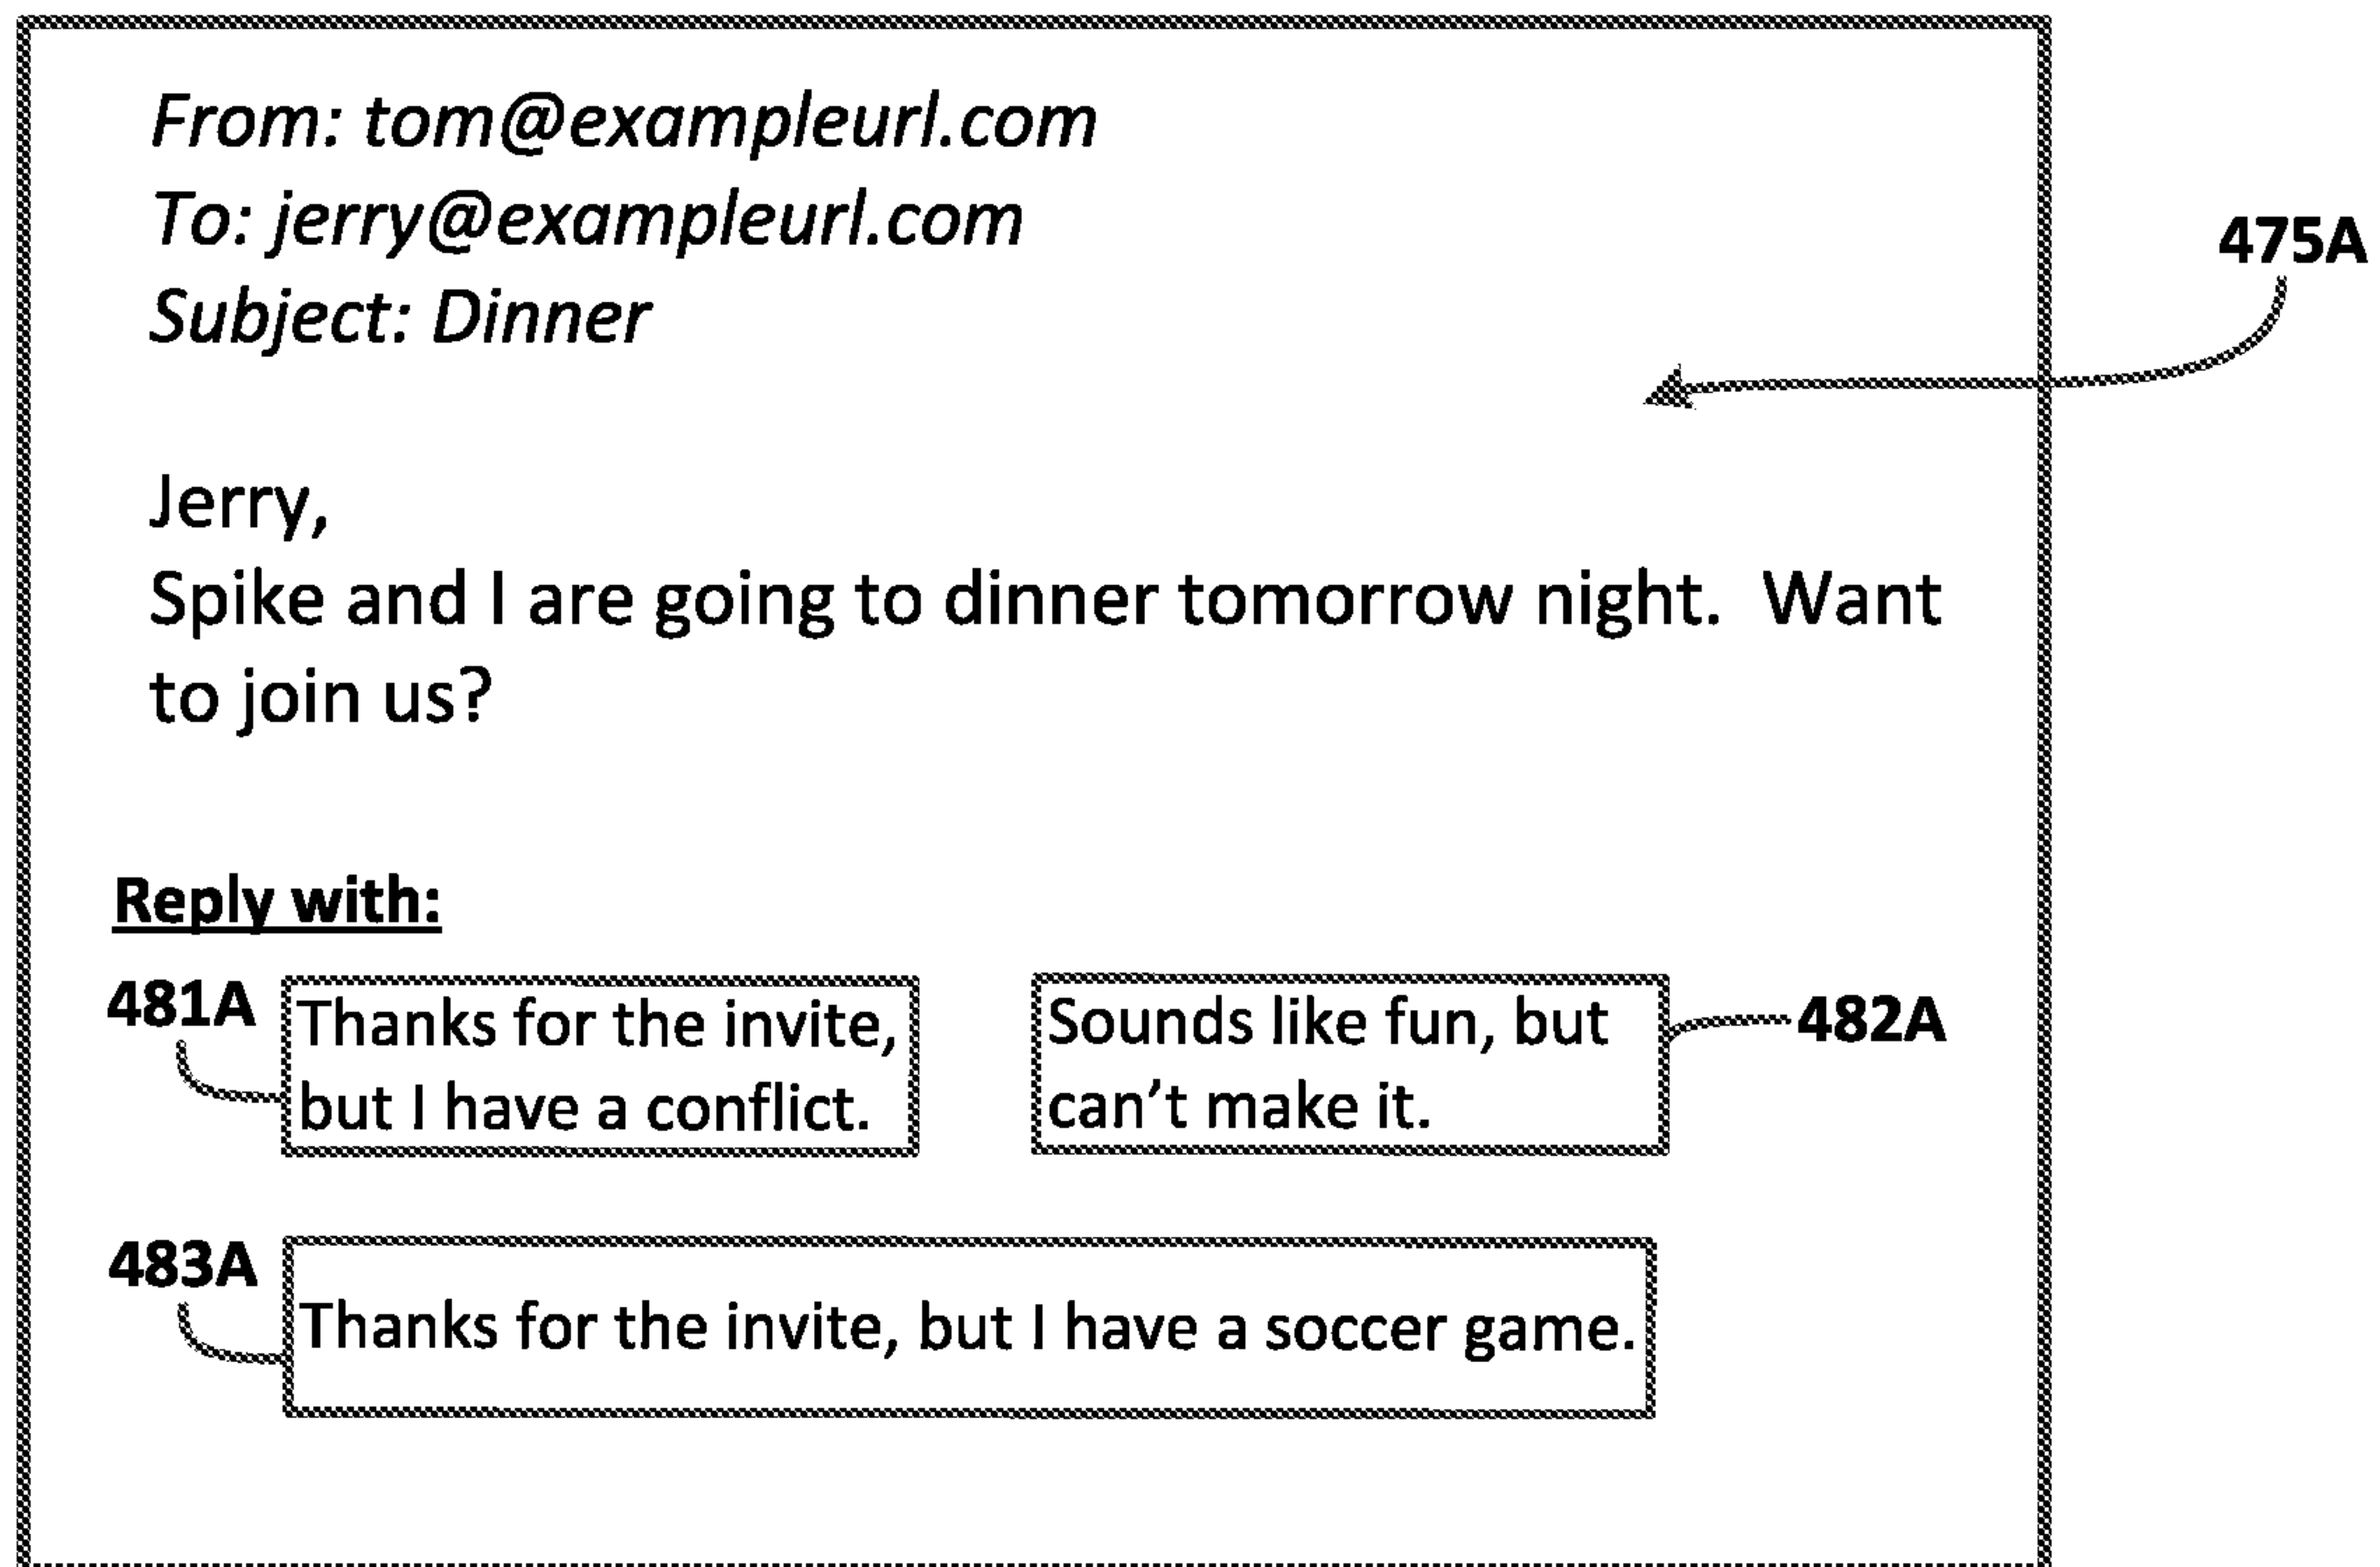 From: tom@exampleurl.com
To: jerry@exampleurl.com
475A
Subject: Dinner
Jerry,
Spike and I are going to dinner tomorrow night.  Want
to join us?
Reply with:
481A
Thanks for the invite,
but I have a conflict.
Sounds like fun, but
can't make it.
482A
483A
Thanks for the invite, but I have a soccer game.